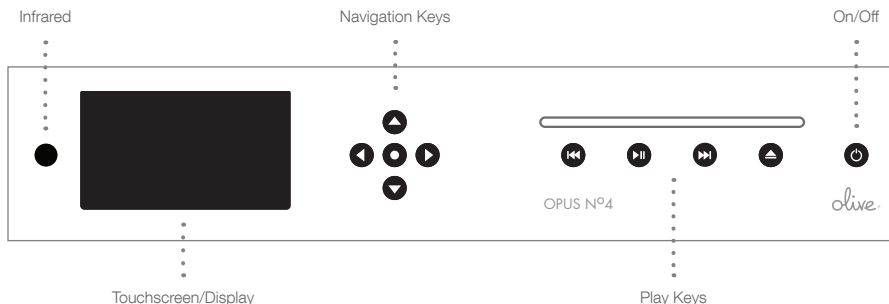 Infrared
Navigation Keys
On/Off
OPUS Nº4
olive
Touchscreen/Display
Play Keys